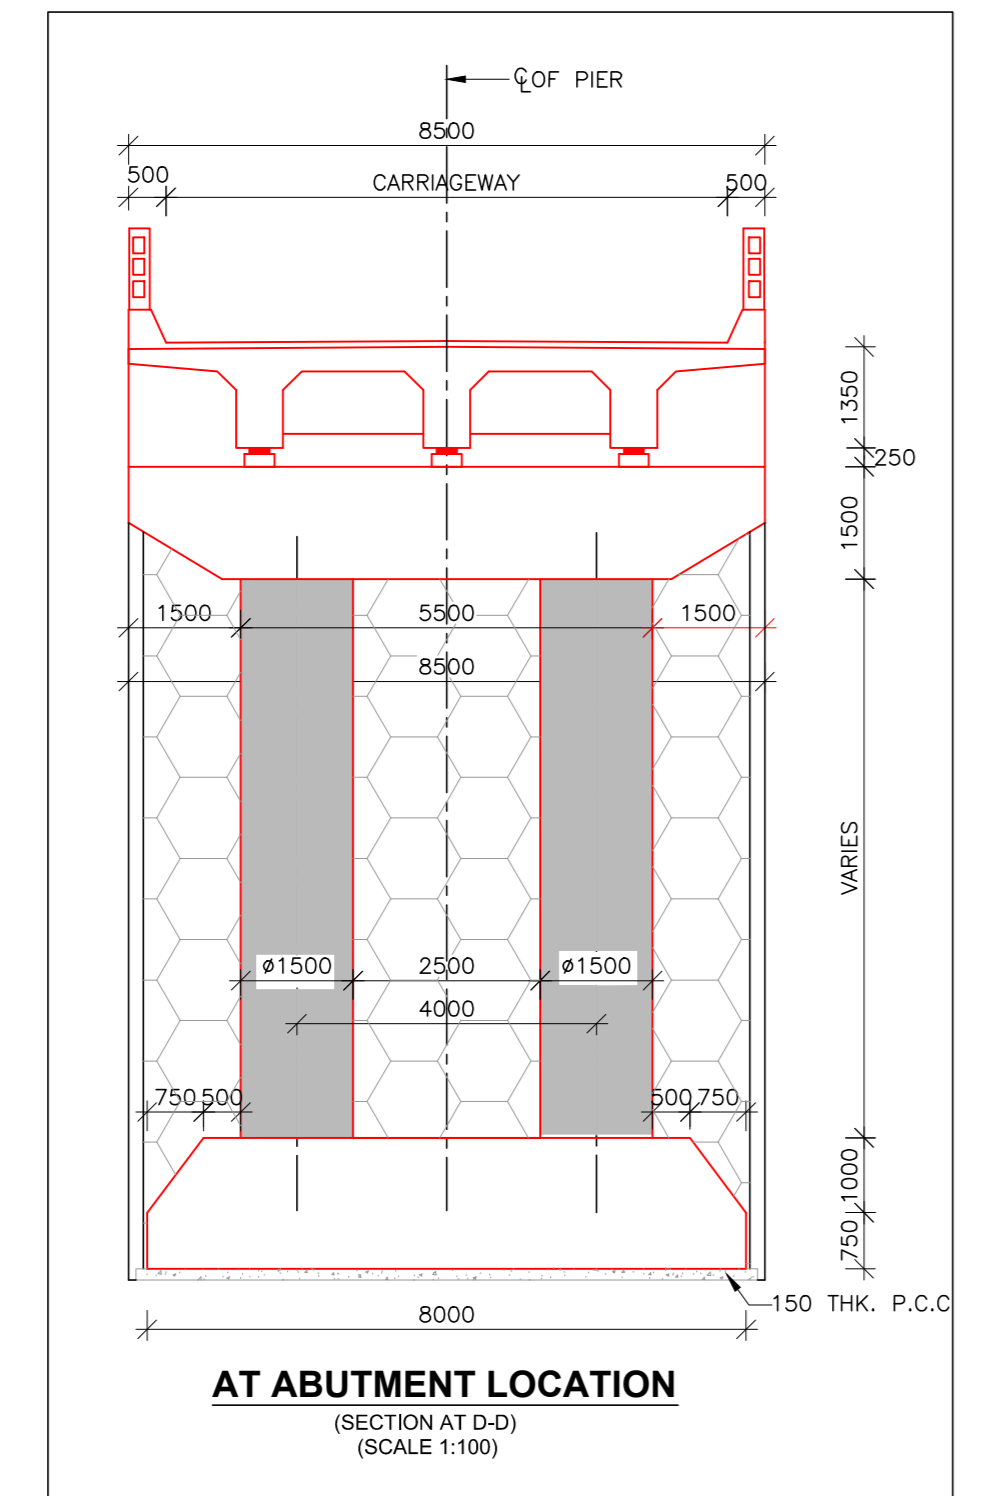 ℄ OF PIER
8500
500 CARRIAGEWAY 500
1350
250
1500
1500 5500 1500
8500
VARIES
ø1500 2500 ø1500
4000
750 500 500 750
1000
750
150 THK. P.C.C
8000
AT ABUTMENT LOCATION
(SECTION AT D-D)
(SCALE 1:100)